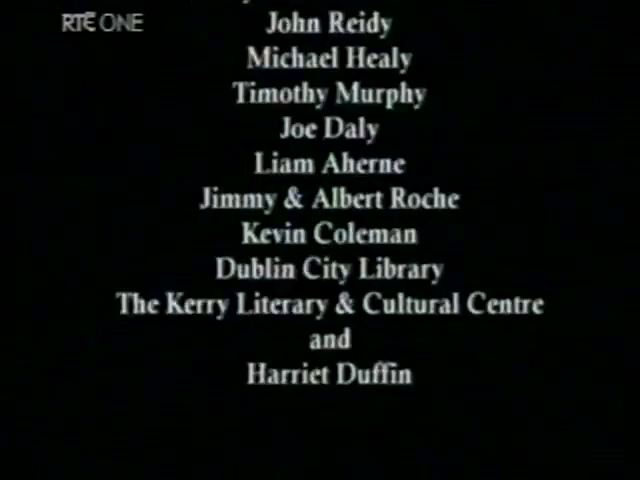 RTÉ ONE
John Reidy
Michael Healy
Timothy Murphy
Joe Daly
Liam Aherne
Jimmy & Albert Roche
Kevin Coleman
Dublin City Library
The Kerry Literary & Cultural Centre
and
Harriet Duffin